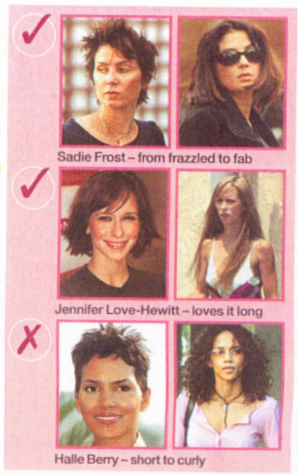 Sadie Frost – from frazzled to fab
Jennifer Love-Hewitt – loves it long
Halle Berry – short to curly